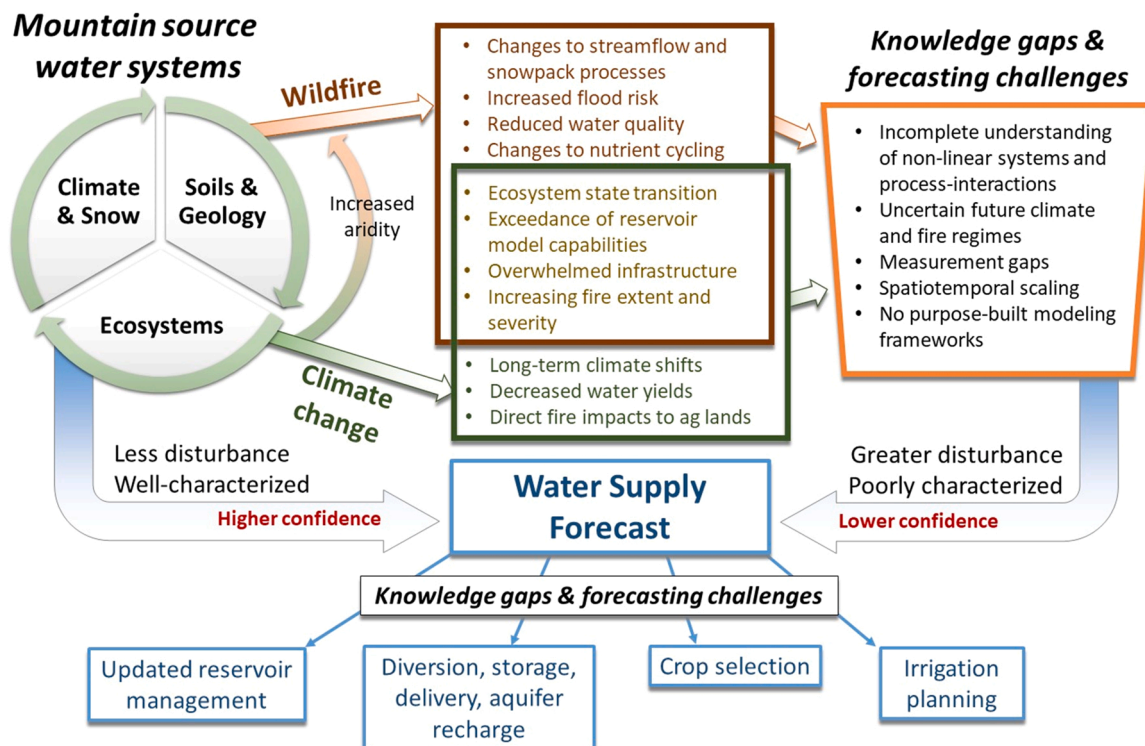 Mountain source
water systems
Climate
& Snow
Soils &
Geology
Ecosystems
Wildfire
Increased
aridity
Climate
change
• Changes to streamflow and
snowpack processes
• Increased flood risk
• Reduced water quality
• Changes to nutrient cycling
• Ecosystem state transition
• Exceedance of reservoir
model capabilities
• Overwhelmed infrastructure
• Increasing fire extent and
severity
• Long-term climate shifts
• Decreased water yields
• Direct fire impacts to ag lands
Knowledge gaps &
forecasting challenges
• Incomplete understanding
of non-linear systems and
process-interactions
• Uncertain future climate
and fire regimes
• Measurement gaps
• Spatiotemporal scaling
• No purpose-built modeling
frameworks
Less disturbance
Well-characterized
Higher confidence
Water Supply
Forecast
Greater disturbance
Poorly characterized
Lower confidence
Knowledge gaps & forecasting challenges
Updated reservoir
management
Diversion, storage,
delivery, aquifer
recharge
Crop selection
Irrigation
planning